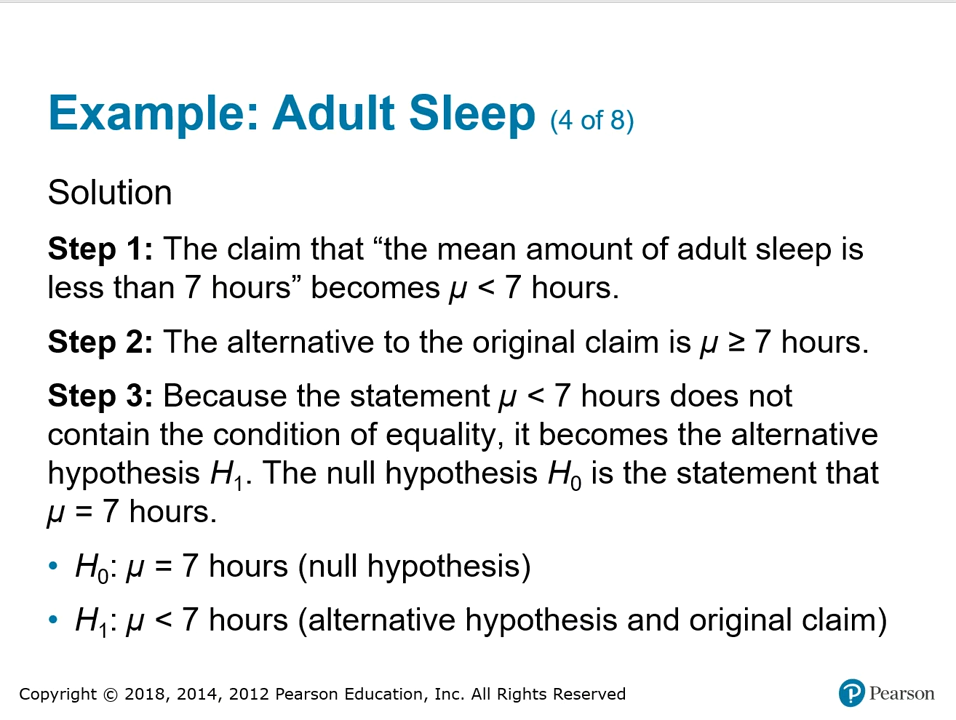 Example: Adult Sleep (4 of 8)
Solution
Step 1: The claim that “the mean amount of adult sleep is
less than 7 hours” becomes μ < 7 hours.
Step 2: The alternative to the original claim is μ ≥ 7 hours.
Step 3: Because the statement μ < 7 hours does not
contain the condition of equality, it becomes the alternative
hypothesis H₁. The null hypothesis H₀ is the statement that
μ = 7 hours.
• H₀: μ = 7 hours (null hypothesis)
• H₁: μ < 7 hours (alternative hypothesis and original claim)
Copyright © 2018, 2014, 2012 Pearson Education, Inc. All Rights Reserved
P Pearson